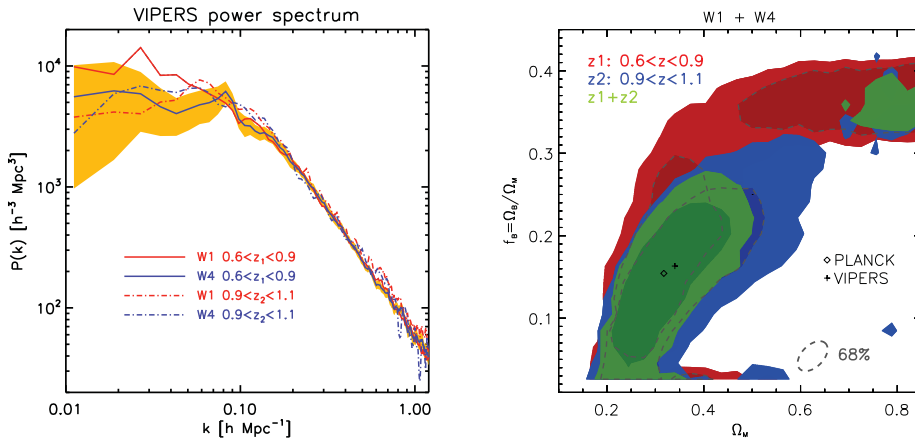 VIPERS power spectrum
P(k) [h⁻³ Mpc³]
10⁴
10³
10²
W1 0.6<z₁<0.9
W4 0.6<z₁<0.9
W1 0.9<z₂<1.1
W4 0.9<z₂<1.1
0.01 0.10 1.00
k [h Mpc⁻¹]
W1 + W4
f_B=Ω_B/Ω_M
0.4
0.3
0.2
0.1
z1: 0.6<z<0.9
z2: 0.9<z<1.1
z1+z2
PLANCK
VIPERS
68%
0.2 0.4 0.6 0.8
Ω_M